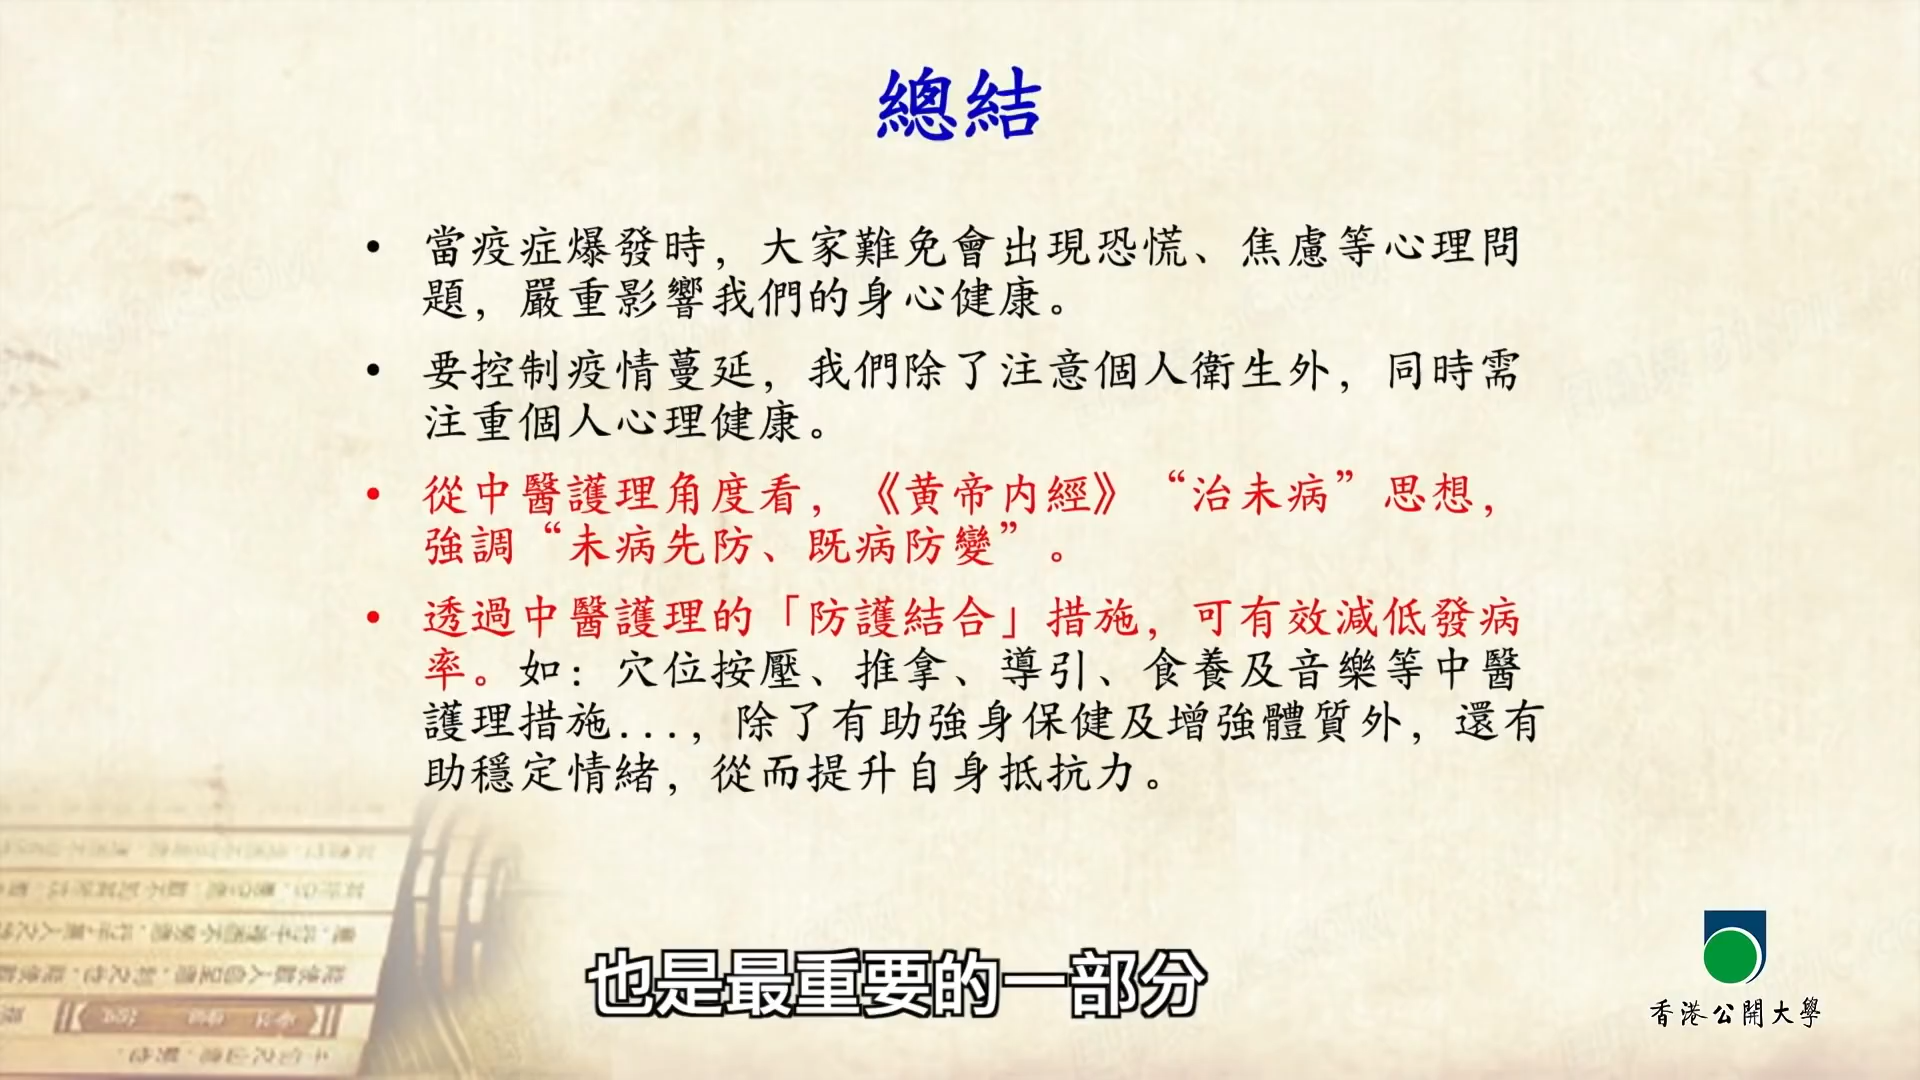 總結
• 當疫症爆發時，大家難免會出現恐慌、焦慮等心理問
題，嚴重影響我們的身心健康。
• 要控制疫情蔓延，我們除了注意個人衛生外，同時需
注重個人心理健康。
• 從中醫護理角度看，《黄帝内經》“治未病”思想，
強調“未病先防、既病防變”。
• 透過中醫護理的「防護結合」措施，可有效減低發病
率。如：穴位按壓、推拿、導引、食養及音樂等中醫
護理措施...，除了有助強身保健及增強體質外，還有
助穩定情緒，從而提升自身抵抗力。
也是最重要的一部分
香港公開大學